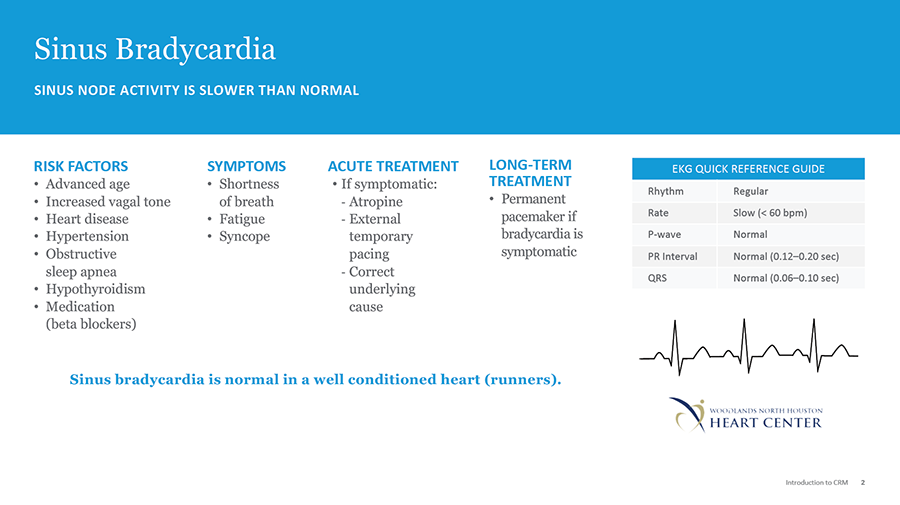 Sinus Bradycardia
SINUS NODE ACTIVITY IS SLOWER THAN NORMAL
RISK FACTORS
• Advanced age
• Increased vagal tone
• Heart disease
• Hypertension
• Obstructive
sleep apnea
• Hypothyroidism
• Medication
(beta blockers)
SYMPTOMS
• Shortness
of breath
• Fatigue
• Syncope
ACUTE TREATMENT
• If symptomatic:
- Atropine
- External
temporary
pacing
- Correct
underlying
cause
LONG-TERM
TREATMENT
• Permanent
pacemaker if
bradycardia is
symptomatic
EKG QUICK REFERENCE GUIDE
Rhythm Regular
Rate Slow (< 60 bpm)
P-wave Normal
PR Interval Normal (0.12–0.20 sec)
QRS Normal (0.06–0.10 sec)
Sinus bradycardia is normal in a well conditioned heart (runners).
WOODLANDS NORTH HOUSTON
HEART CENTER
Introduction to CRM 2